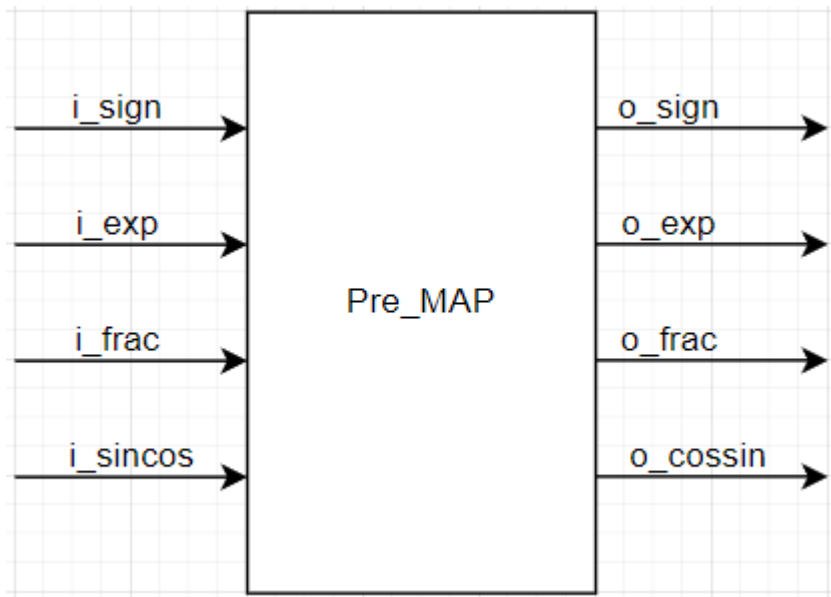 i_sign
o_sign
i_exp
o_exp
Pre_MAP
i_frac
o_frac
i_sincos
o_cossin